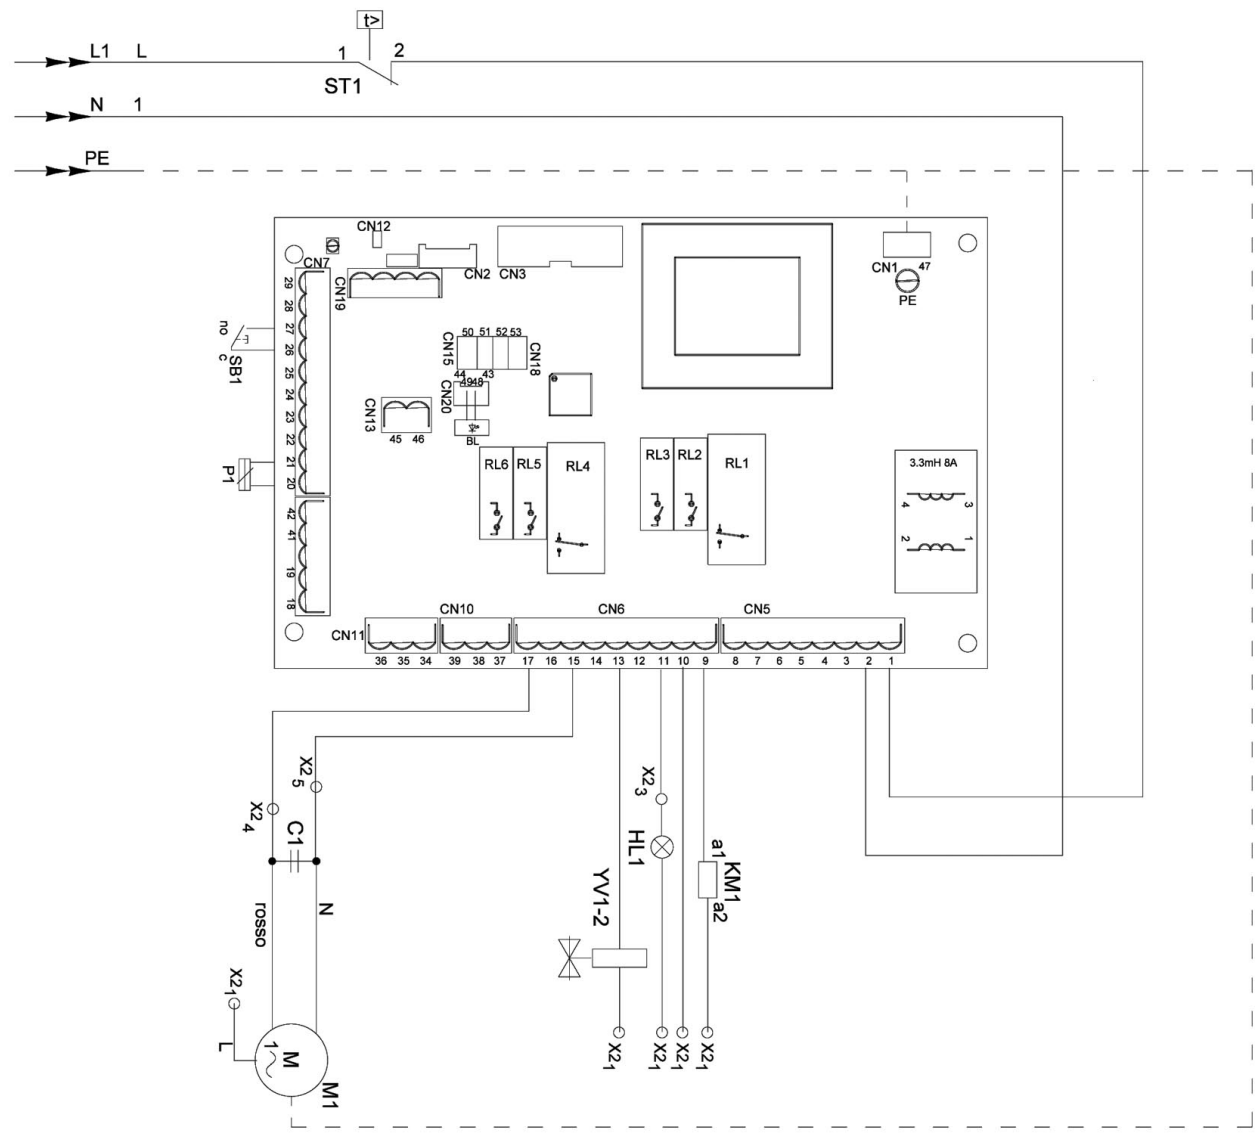 t>
L1 L 1 2
ST1
N 1
PE
CN12
CN7
CN19
CN2
CN3
CN1 47
PE
29
28
27
26
25
24
23
22
21
20
42
41
19
18
no
c
SB1
P1
50 51 52 53
CN15
CN18
44 43
4948
CN20
BL
CN13
45 46
RL6 RL5 RL4
RL3 RL2 RL1
3.3mH 8A
4 3
2 1
CN11 CN10 CN6 CN5
36 35 34 39 38 37 17 16 15 14 13 12 11 10 9 8 7 6 5 4 3 2 1
X2 5
X2 4
C1
rosso
N
X2 1
L
M
1
M1
X2 3
HL1
YV1-2
a1
KM1
a2
X2 1 X2 1 X2 1 X2 1